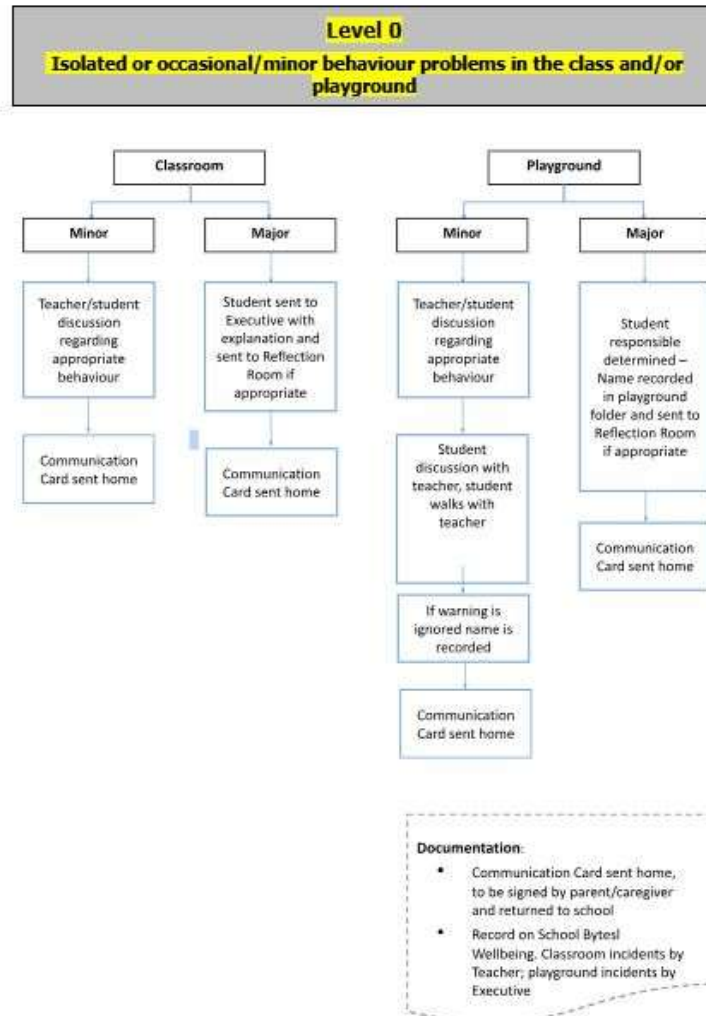 Level 0
Isolated or occasional/minor behaviour problems in the class and/or
playground
Classroom
Minor
Teacher/student
discussion
regarding
appropriate
behaviour
Communication
Card sent home
Major
Student sent to
Executive with
explanation and
sent to Reflection
Room if
appropriate
Communication
Card sent home
Playground
Minor
Teacher/student
discussion
regarding
appropriate
behaviour
Student
discussion with
teacher, student
walks with
teacher
If warning is
ignored name is
recorded
Communication
Card sent home
Major
Student
responsible
determined –
Name recorded
in playground
folder and sent to
Reflection Room
if appropriate
Communication
Card sent home
Documentation:
• Communication Card sent home,
to be signed by parent/caregiver
and returned to school
• Record on School Bytesl
Wellbeing. Classroom incidents by
Teacher; playground incidents by
Executive